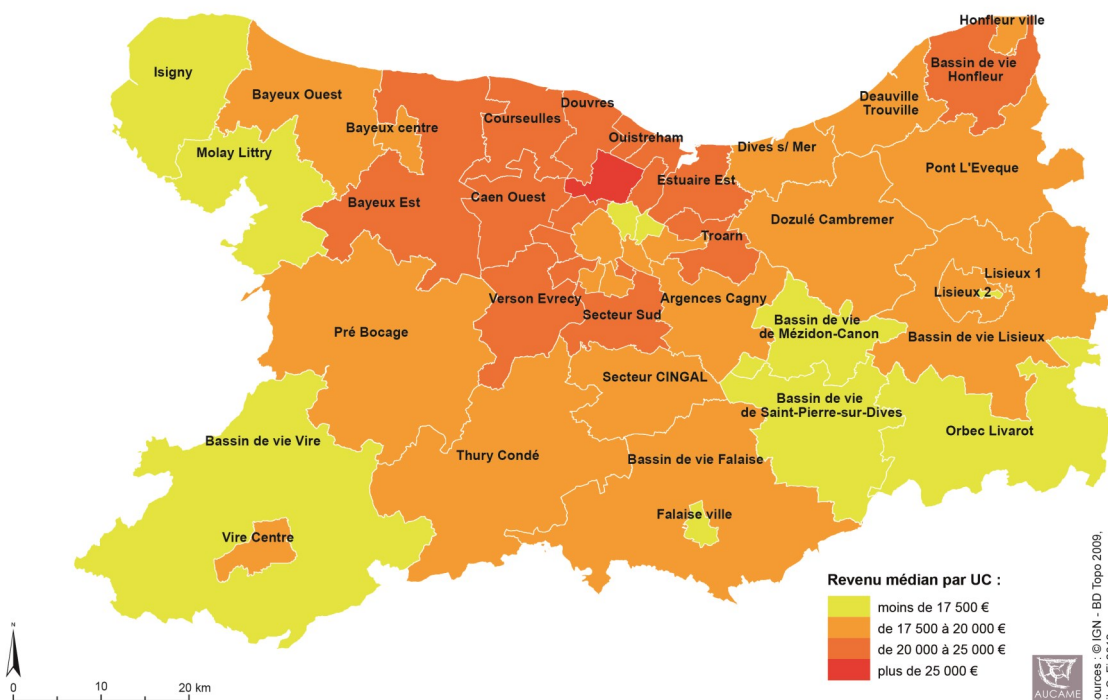 Honfleur ville
Isigny
Bassin de vie
Honfleur
Bayeux Ouest
Deauville
Trouville
Douvres
Courseulles
Bayeux centre
Ouistreham
Dives s/ Mer
Molay Littry
Pont L'Eveque
Estuaire Est
Caen Ouest
Bayeux Est
Dozulé Cambremer
Troarn
Lisieux 1
Lisieux 2
Verson Evrecy
Argences Cagny
Secteur Sud
Bassin de vie
de Mézidon-Canon
Pré Bocage
Bassin de vie Lisieux
Secteur CINGAL
Bassin de vie
de Saint-Pierre-sur-Dives
Orbec Livarot
Bassin de vie Vire
Thury Condé
Bassin de vie Falaise
Falaise ville
Vire Centre
Revenu médian par UC :
moins de 17 500 €
de 17 500 à 20 000 €
de 20 000 à 25 000 €
plus de 25 000 €
N
0 10 20 km
AUCAME
ources : © IGN - BD Topo 2009,